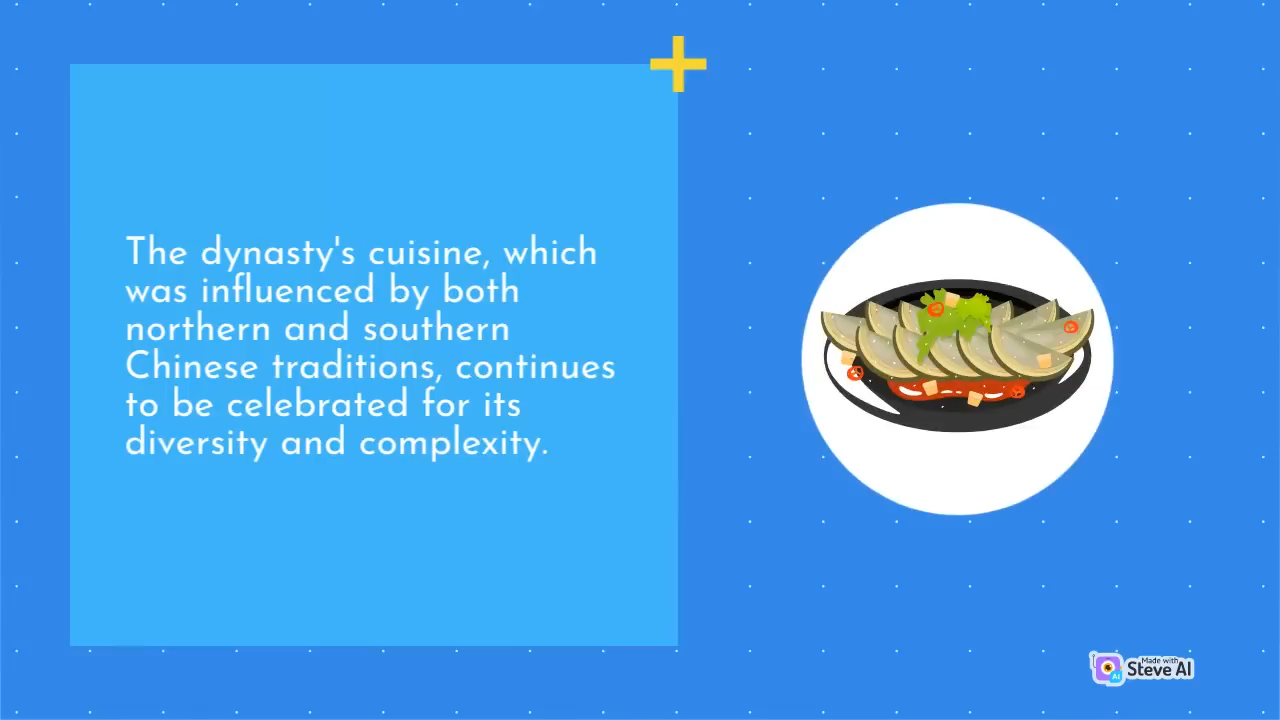 The dynasty's cuisine, which
was influenced by both
northern and southern
Chinese traditions, continues
to be celebrated for its
diversity and complexity.
Made with
Steve AI
AI